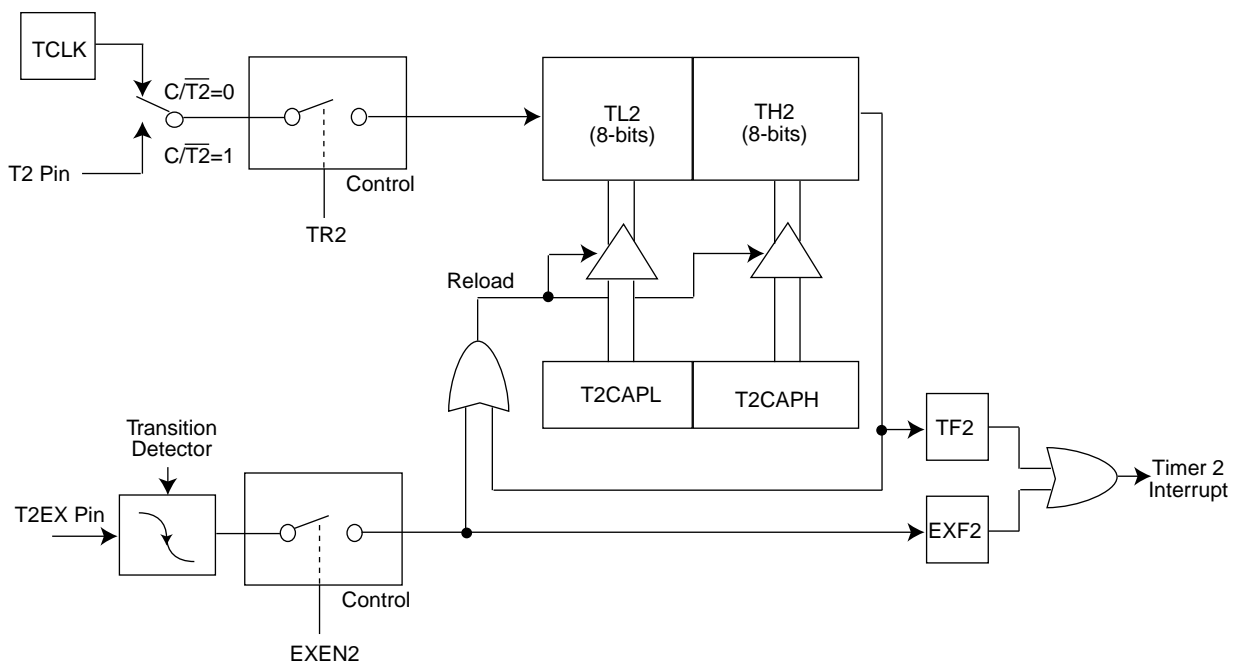 TCLK
C/T2=0
C/T2=1
T2 Pin
Control
TR2
TL2
(8-bits)
TH2
(8-bits)
Reload
T2CAPL
T2CAPH
Transition
Detector
T2EX Pin
Control
EXEN2
TF2
EXF2
Timer 2
Interrupt